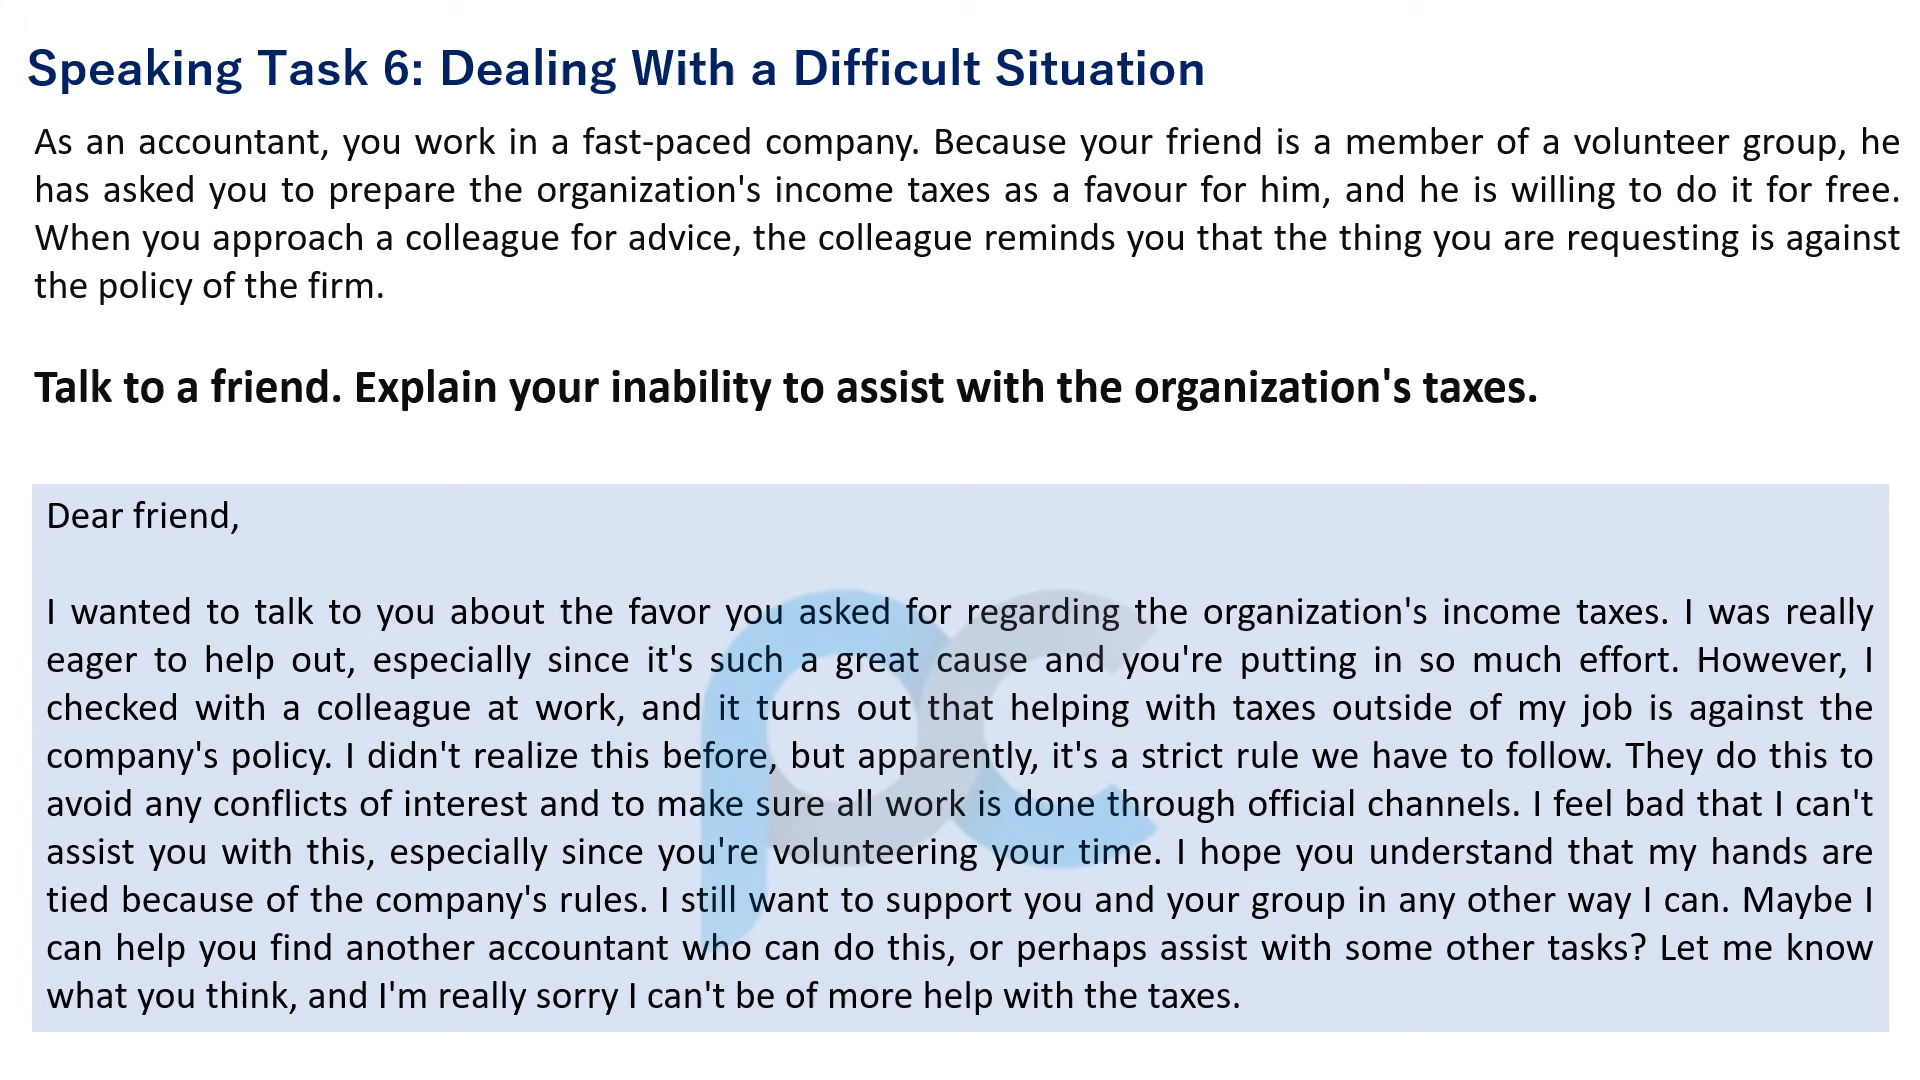 Speaking Task 6: Dealing With a Difficult Situation
As an accountant, you work in a fast-paced company. Because your friend is a member of a volunteer group, he
has asked you to prepare the organization's income taxes as a favour for him, and he is willing to do it for free.
When you approach a colleague for advice, the colleague reminds you that the thing you are requesting is against
the policy of the firm.
Talk to a friend. Explain your inability to assist with the organization's taxes.
Dear friend,
I wanted to talk to you about the favor you asked for regarding the organization's income taxes. I was really
eager to help out, especially since it's such a great cause and you're putting in so much effort. However, I
checked with a colleague at work, and it turns out that helping with taxes outside of my job is against the
company's policy. I didn't realize this before, but apparently, it's a strict rule we have to follow. They do this to
avoid any conflicts of interest and to make sure all work is done through official channels. I feel bad that I can't
assist you with this, especially since you're volunteering your time. I hope you understand that my hands are
tied because of the company's rules. I still want to support you and your group in any other way I can. Maybe I
can help you find another accountant who can do this, or perhaps assist with some other tasks? Let me know
what you think, and I'm really sorry I can't be of more help with the taxes.